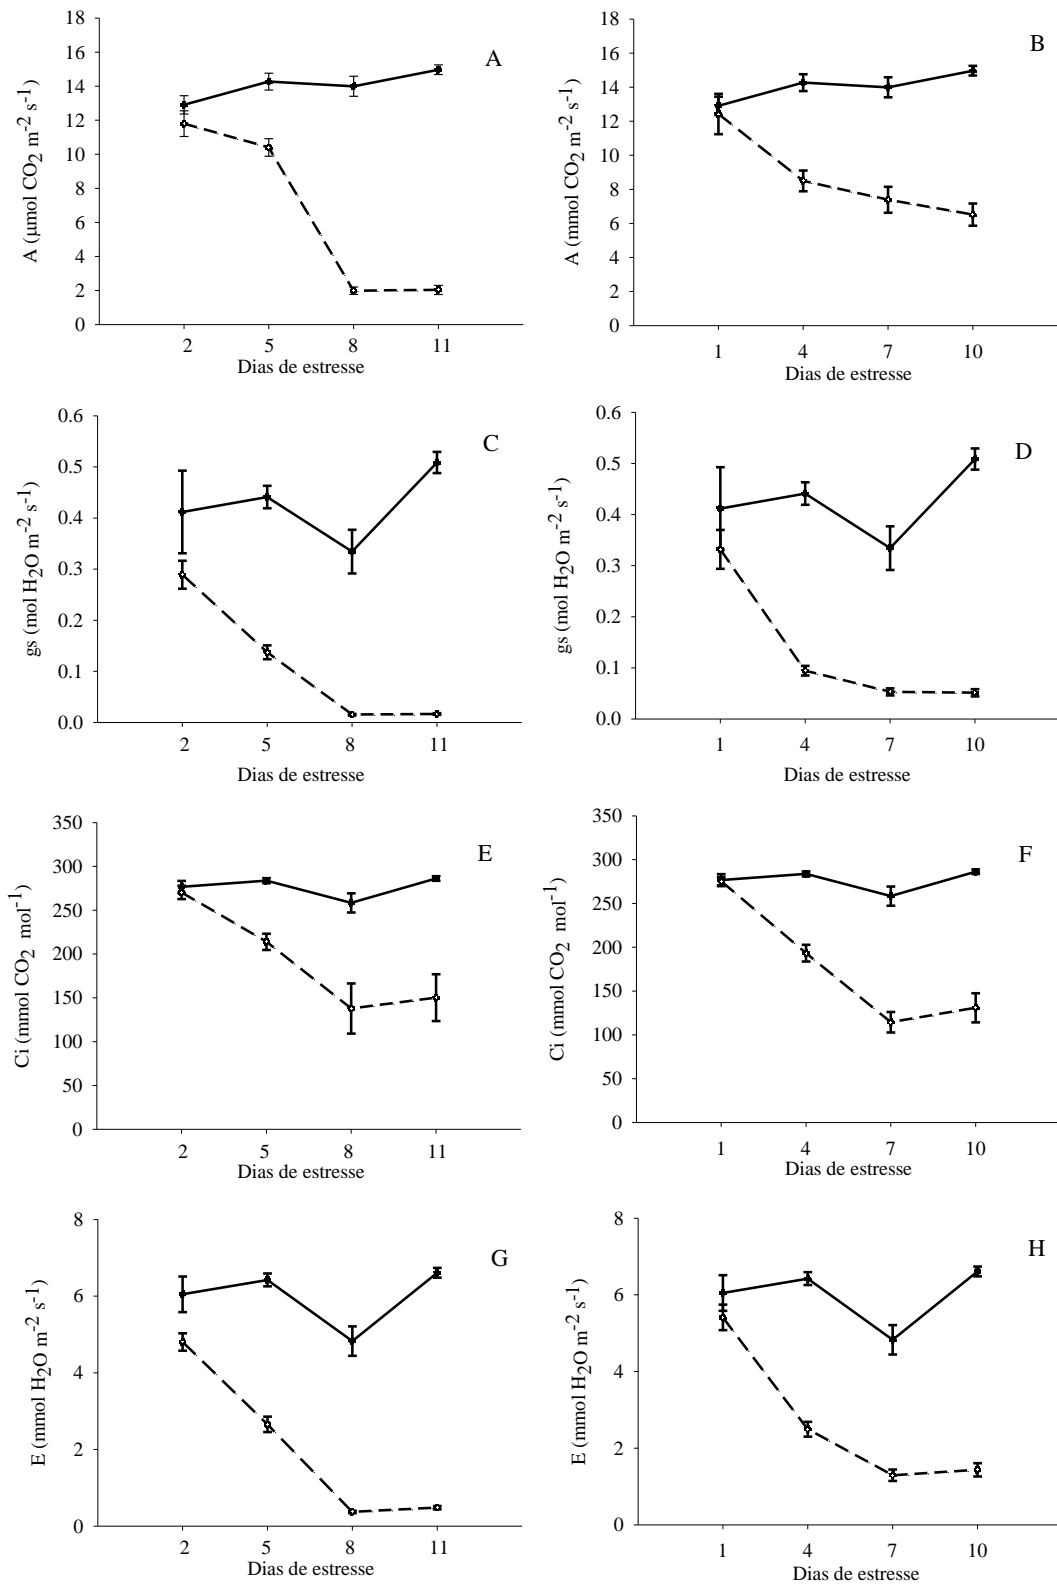 A
A (µmol CO2 m-2 s-1)
18
16
14
12
10
8
6
4
2
0
2 5 8 11
Dias de estresse
B
A (mmol CO2 m-2 s-1)
18
16
14
12
10
8
6
4
2
0
1 4 7 10
Dias de estresse
C
gs (mol H2O m-2 s-1)
0.6
0.5
0.4
0.3
0.2
0.1
0.0
2 5 8 11
Dias de estresse
D
gs (mol H2O m-2 s-1)
0.6
0.5
0.4
0.3
0.2
0.1
0.0
1 4 7 10
Dias de estresse
E
Ci (mmol CO2 mol-1)
350
300
250
200
150
100
50
0
2 5 8 11
Dias de estresse
F
Ci (mmol CO2 mol-1)
350
300
250
200
150
100
50
0
1 4 7 10
Dias de estresse
G
E (mmol H2O m-2 s-1)
8
6
4
2
0
2 5 8 11
Dias de estresse
H
E (mmol H2O m-2 s-1)
8
6
4
2
0
1 4 7 10
Dias de estresse